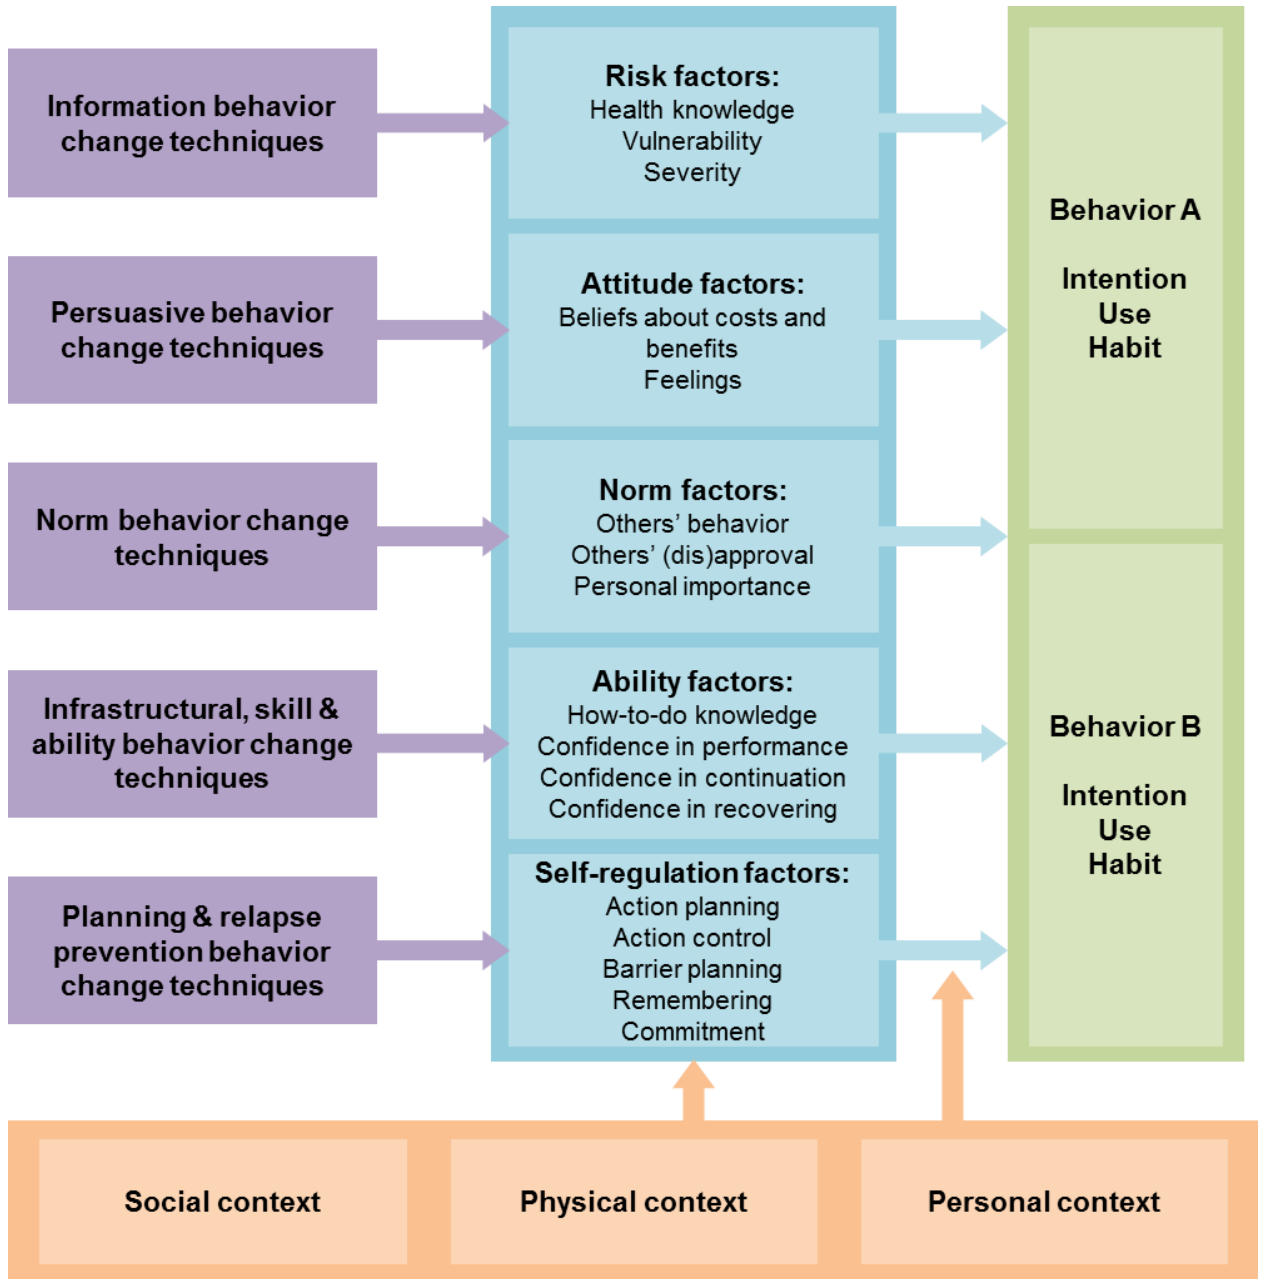 Information behavior
change techniques
Risk factors:
Health knowledge
Vulnerability
Severity
Persuasive behavior
change techniques
Attitude factors:
Beliefs about costs and
benefits
Feelings
Norm behavior change
techniques
Norm factors:
Others’ behavior
Others’ (dis)approval
Personal importance
Infrastructural, skill &
ability behavior change
techniques
Ability factors:
How-to-do knowledge
Confidence in performance
Confidence in continuation
Confidence in recovering
Planning & relapse
prevention behavior
change techniques
Self-regulation factors:
Action planning
Action control
Barrier planning
Remembering
Commitment
Behavior A
Intention
Use
Habit
Behavior B
Intention
Use
Habit
Social context
Physical context
Personal context